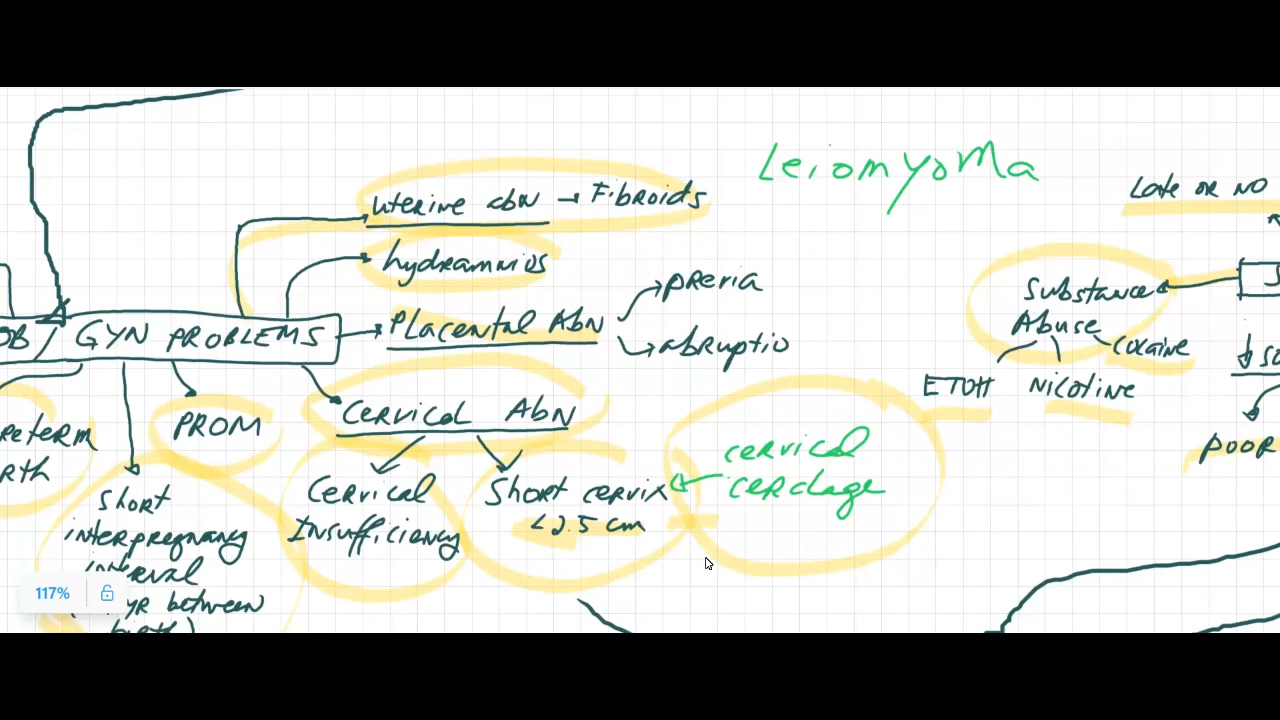 Leiomyoma
Uterine abn → Fibroids
Late or NO
hydramnios
previa
Substance
Abuse
OB / GYN PROBLEMS
Placental Abn
abruptio
cocaine
ETOH
Nicotine
Cervical Abn
PROM
Preterm
poor
cervical
cerclage
Short cervix
<2.5 cm
Cervical
Insufficiency
Short
interpregnancy
interval
yr between
birth)
117%